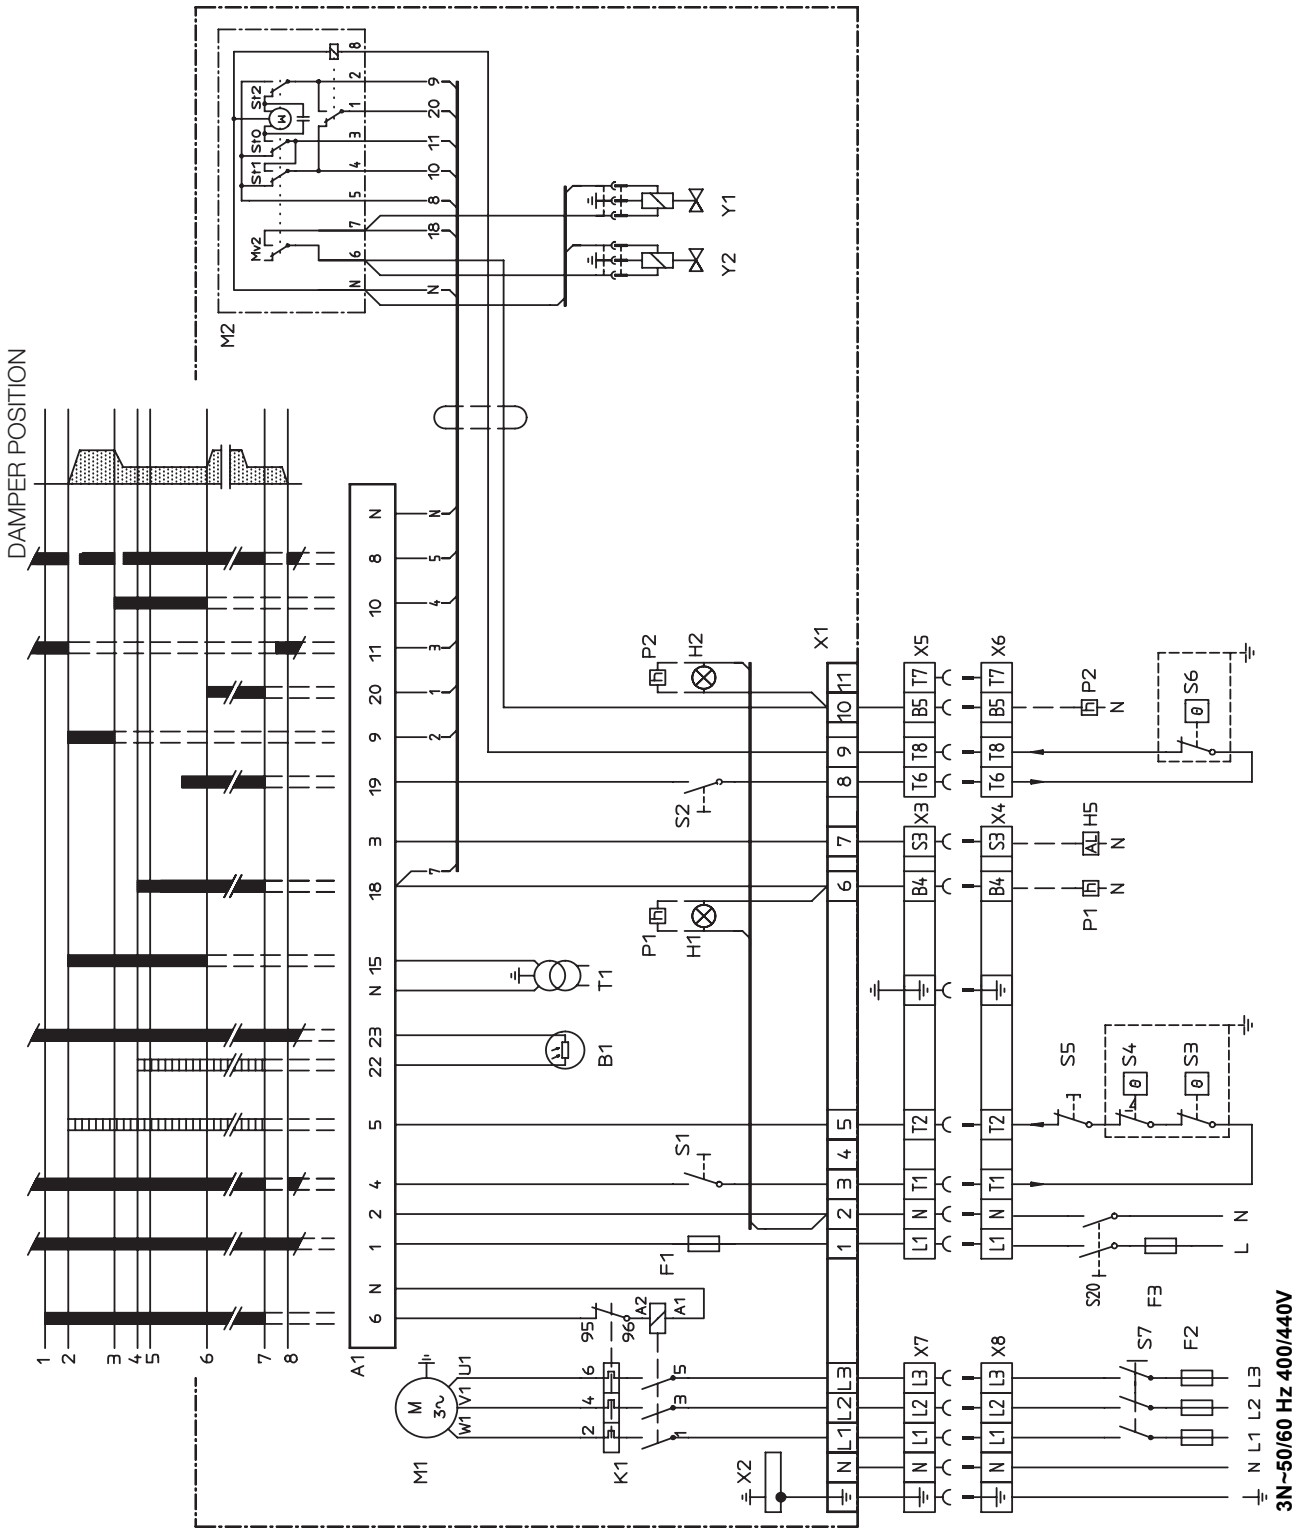 DAMPER POSITION
1
2
3
4
5
6
7
8
A1
6 N 1 2 4 5 22 23 N 15 18 3 19 9 20 11 10 8 N
7 2 1 3 4 5 N
M2
Mv2 St1 St0 St2
M
N 6 7 5 4 3 1 2 8
N 18 8 10 11 20 9
Y2
Y1
M1
M
3~
W1 V1 U1
K1
2 4 6
1 3 5
95
96
A2
A1
F1
S1
B1
T1
P1
h
H1
S2
P2
h
H2
X2
X1
N L1 L2 L3 1 2 3 4 5 6 7 8 9 10 11
X7
N L1 L2 L3
X8
N L1 L2 L3
X3
L1 N T1 T2 B4 S3
X4
L1 N T1 T2 B4 S3
X5
T6 T8 B5 T7
X6
T6 T8 B5 T7
S7
F2
N L1 L2 L3
3N~50/60 Hz 400/440V
S20
F3
L N
S5
S4
θ
S3
θ
P1
h
N
H5
AL
N
P2
h
N
S6
θ